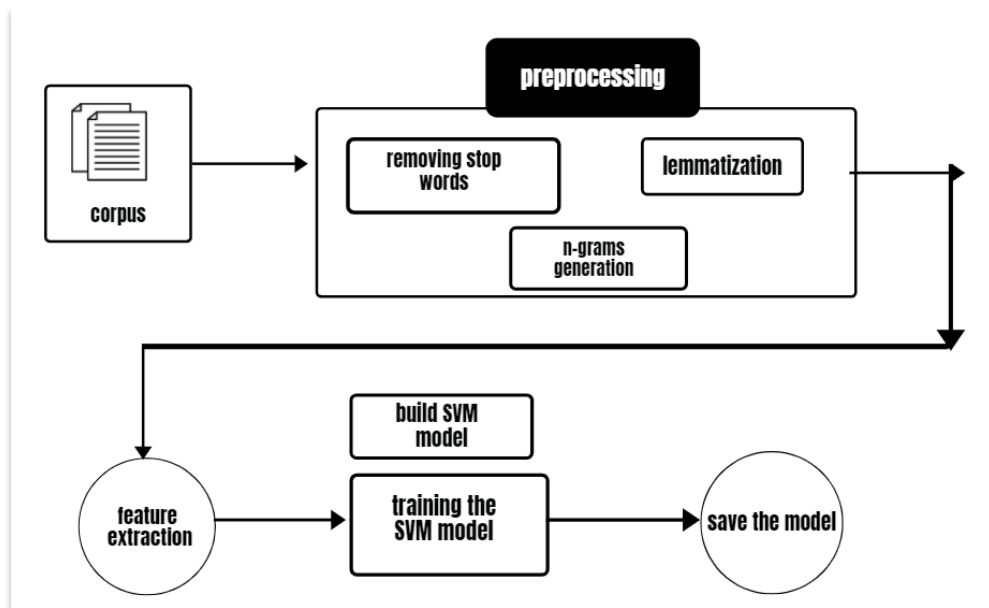 preprocessing
corpus
removing stop
words
lemmatization
n-grams
generation
build SVM
model
feature
extraction
training the
SVM model
save the model